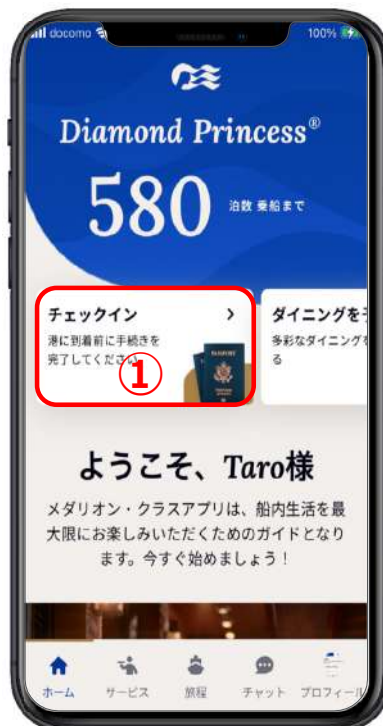 docomo
100%
Diamond Princess®
580 泊数 乗船まで
チェックイン >
港に到着前に手続きを
完了してください
①
ダイニングを予
多彩なダイニングを
る
PASSPORT
ようこそ、Taro様
メダリオン・クラスアプリは、船内生活を最
大限にお楽しみいただくためのガイドとなり
ます。今すぐ始めましょう！
ホーム サービス 旅程 チャット プロフィール